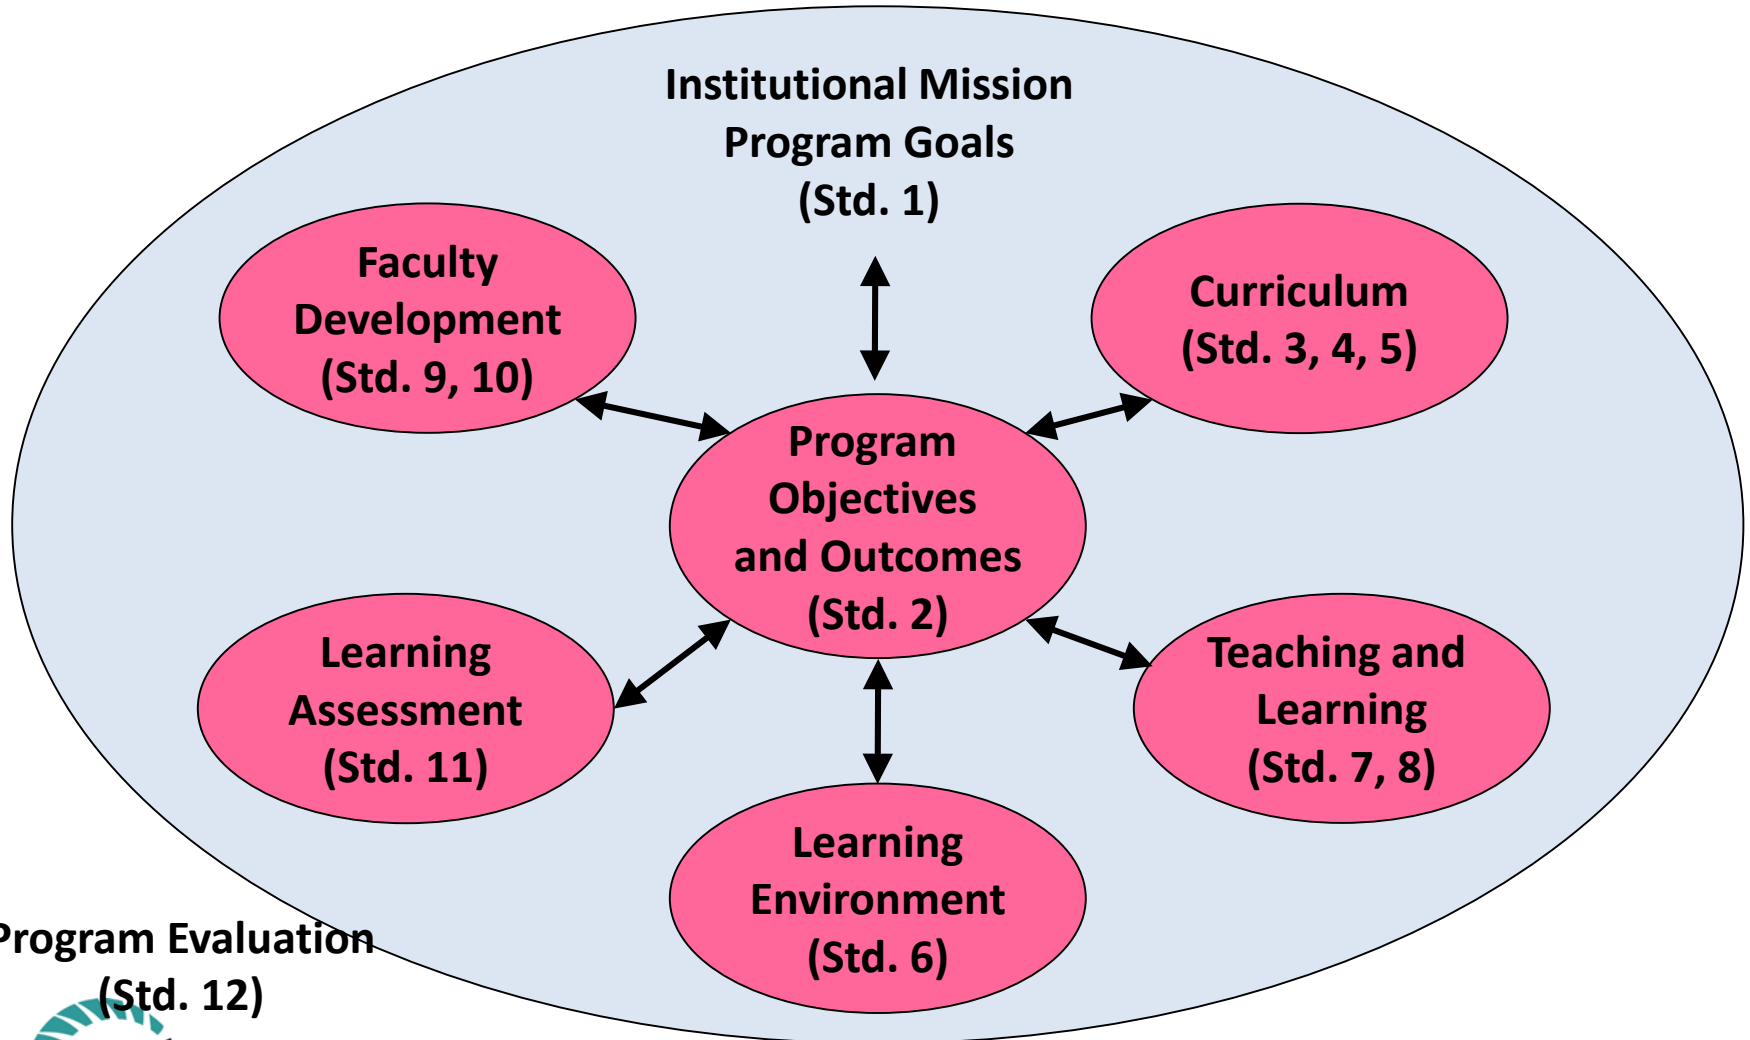 Institutional Mission
Program Goals
(Std. 1)
Faculty
Development
(Std. 9, 10)
Curriculum
(Std. 3, 4, 5)
Program
Objectives
and Outcomes
(Std. 2)
Learning
Assessment
(Std. 11)
Teaching and
Learning
(Std. 7, 8)
Learning
Environment
(Std. 6)
Program Evaluation
(Std. 12)